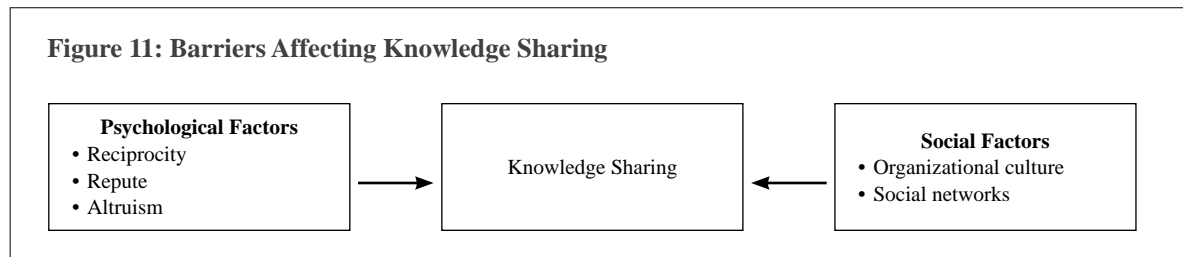 Figure 11: Barriers Affecting Knowledge Sharing
Psychological Factors
• Reciprocity
• Repute
• Altruism
Knowledge Sharing
Social Factors
• Organizational culture
• Social networks